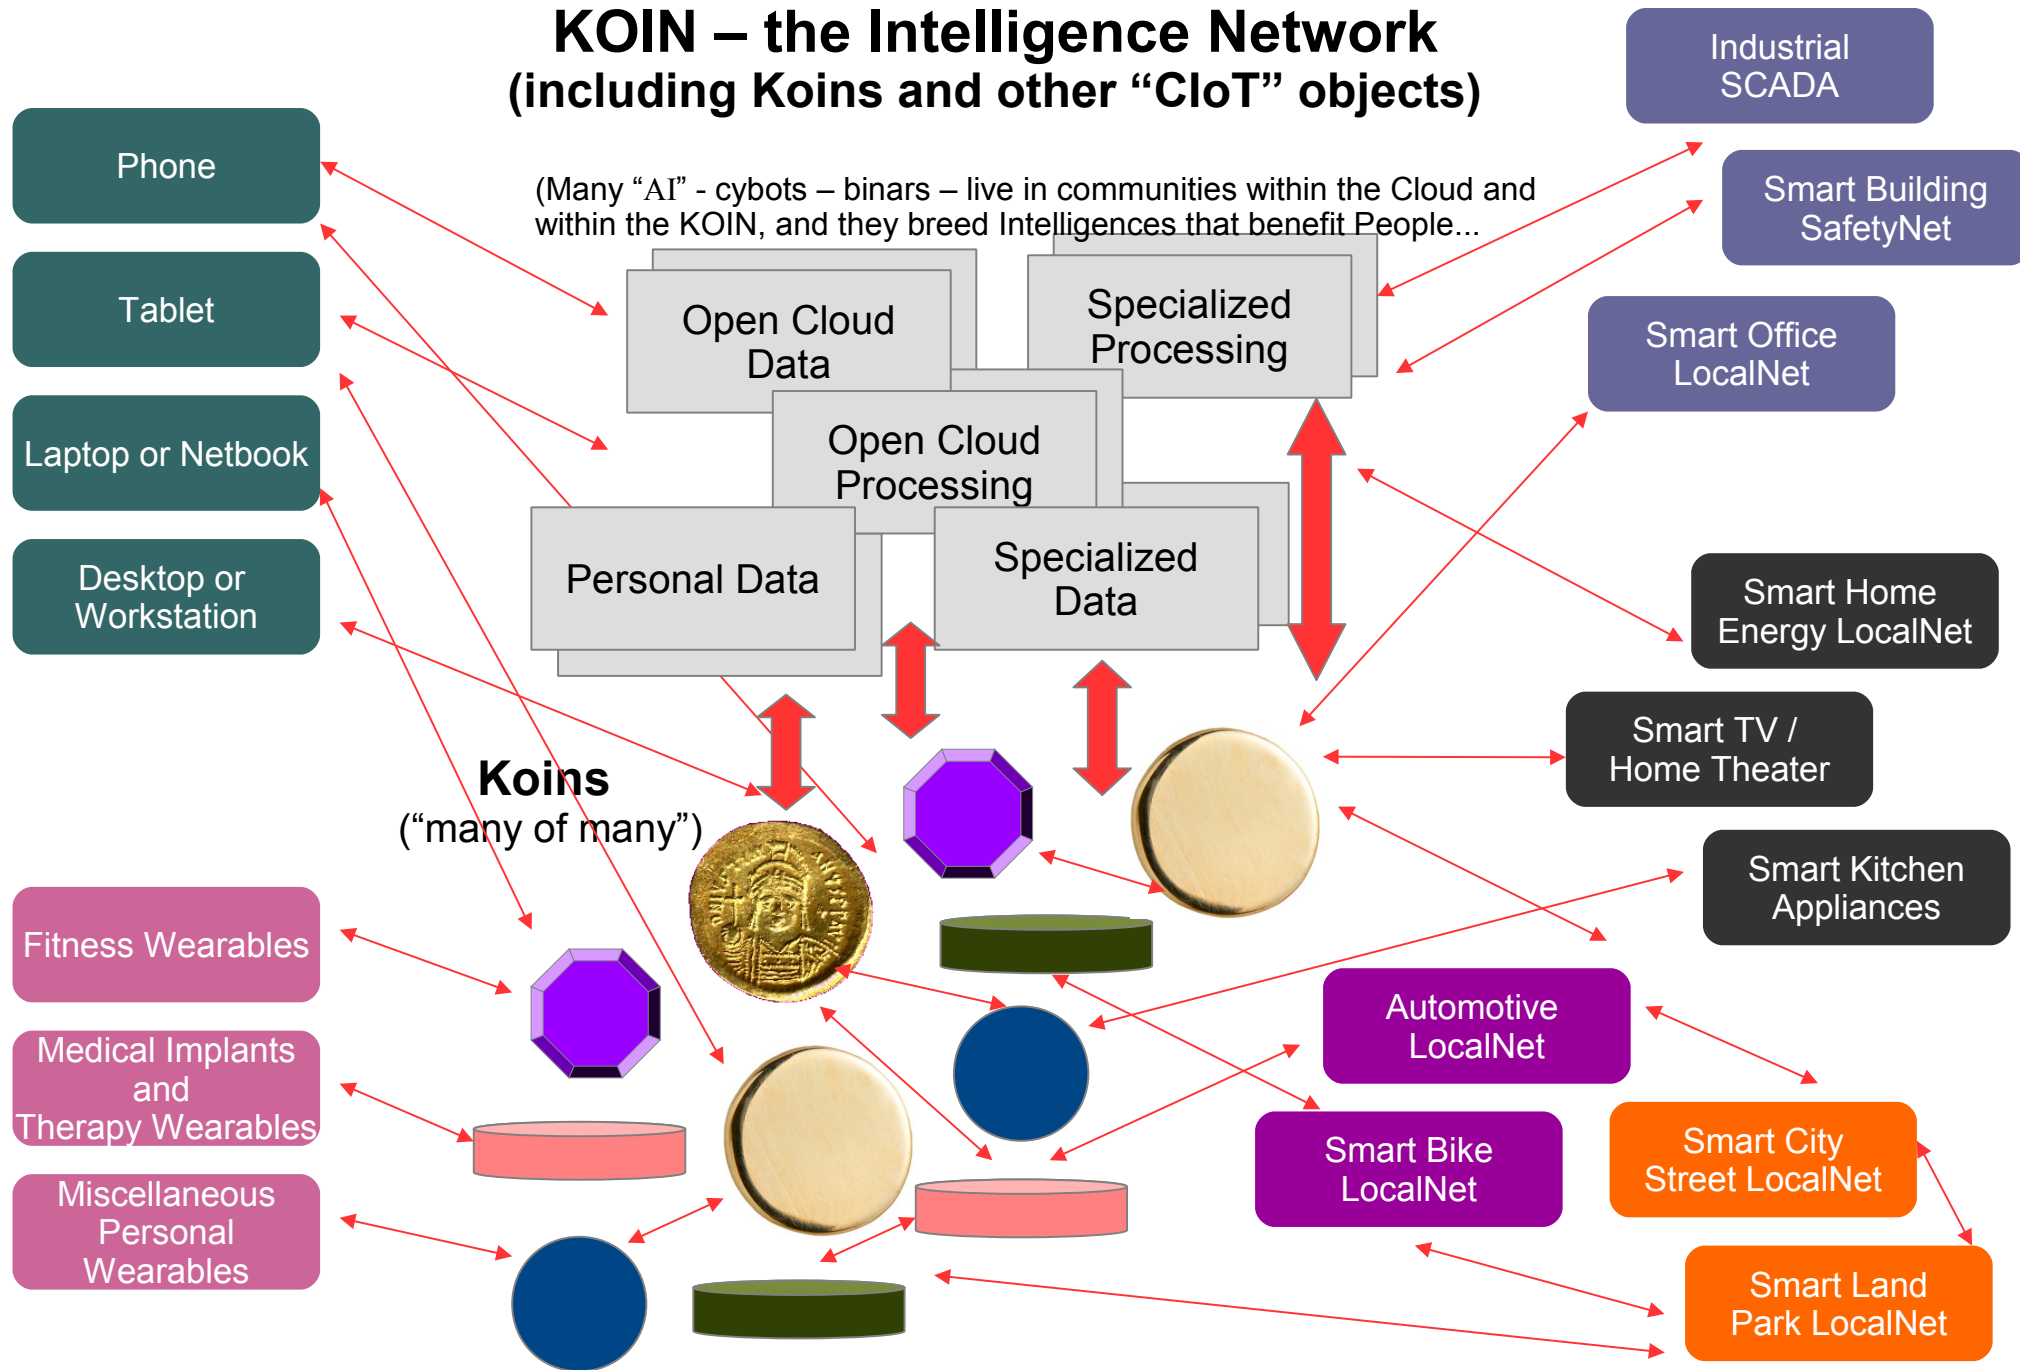 KOIN – the Intelligence Network
(including Koins and other “CIoT” objects)
(Many “AI” - cybots – binars – live in communities within the Cloud and
within the KOIN, and they breed Intelligences that benefit People...
Phone
Tablet
Laptop or Netbook
Desktop or
Workstation
Open Cloud
Data
Specialized
Processing
Open Cloud
Processing
Personal Data
Specialized
Data
Industrial
SCADA
Smart Building
SafetyNet
Smart Office
LocalNet
Smart Home
Energy LocalNet
Smart TV /
Home Theater
Smart Kitchen
Appliances
Koins
(“many of many”)
Fitness Wearables
Medical Implants
and
Therapy Wearables
Miscellaneous
Personal
Wearables
Automotive
LocalNet
Smart Bike
LocalNet
Smart City
Street LocalNet
Smart Land
Park LocalNet